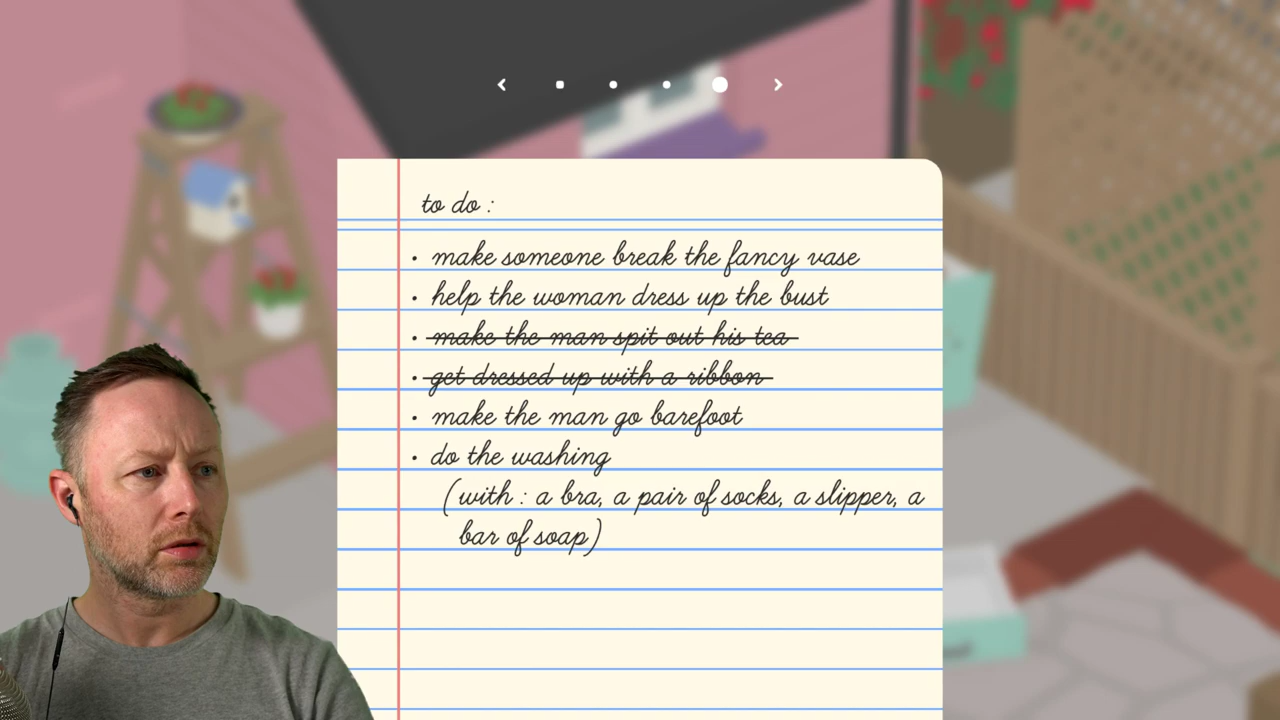 to do :
• make someone break the fancy vase
• help the woman dress up the bust
• make the man spit out his tea
• get dressed up with a ribbon
• make the man go barefoot
• do the washing
(with : a bra, a pair of socks, a slipper, a
bar of soap)